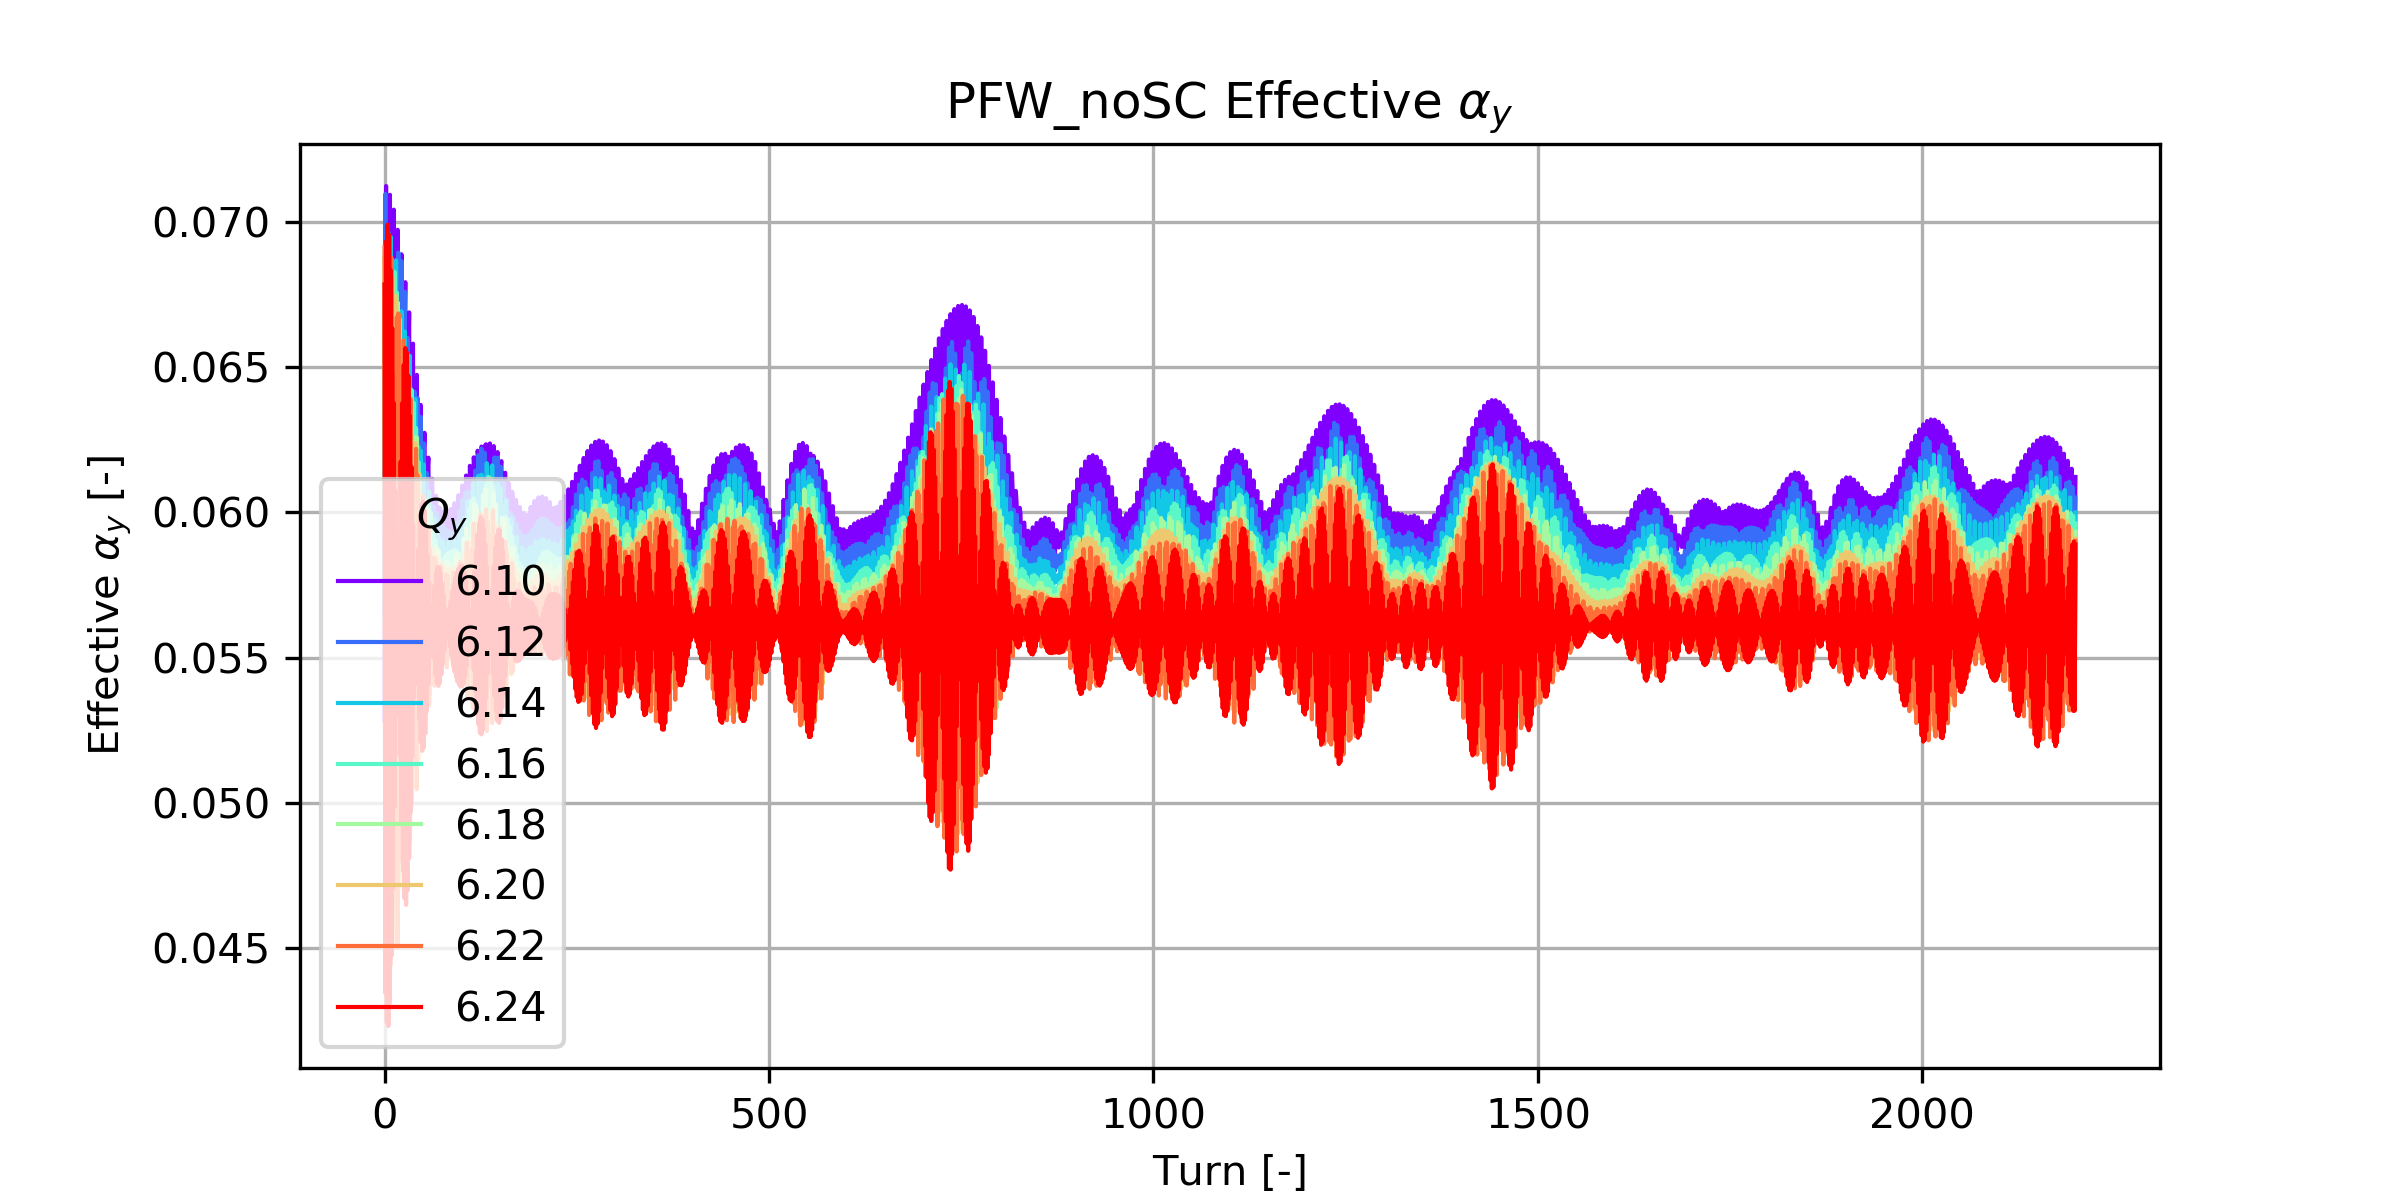 PFW_noSC Effective αy
Effective αy [-]
0.070
0.065
0.060
0.055
0.050
0.045
Qy
6.10
6.12
6.14
6.16
6.18
6.20
6.22
6.24
0 500 1000 1500 2000
Turn [-]